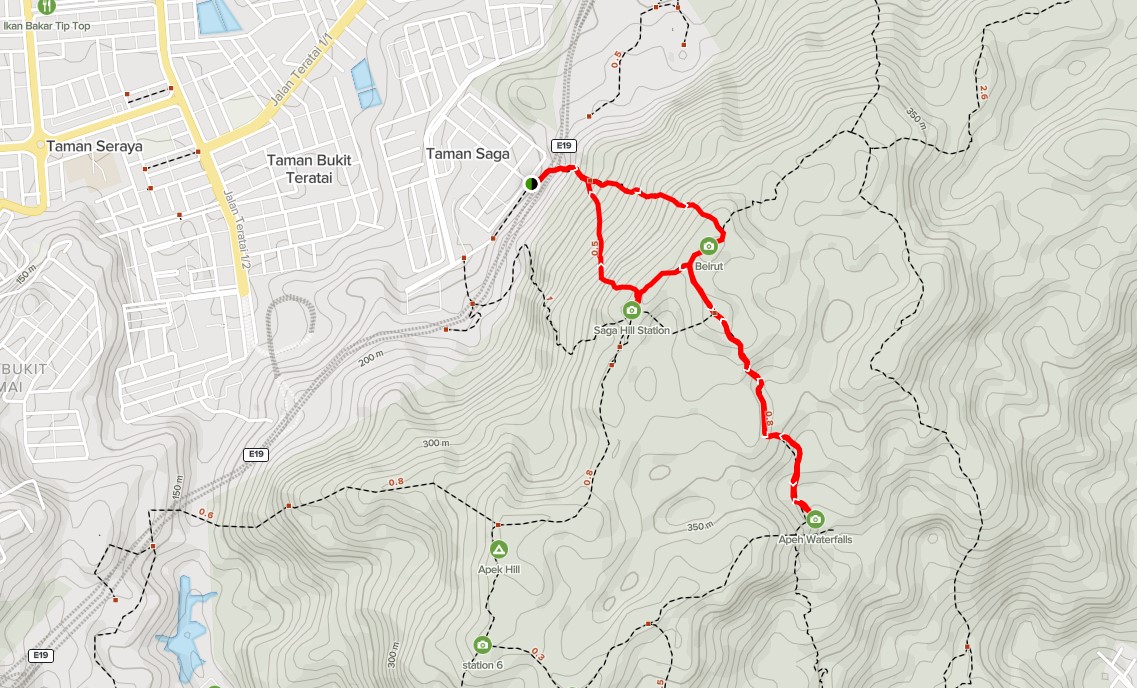 Ikan Bakar Tip Top
Jalan Teratai 1/1
0.5
2.6
350 m
E19
Taman Seraya
Taman Saga
Taman Bukit
Teratai
Jalan Teratai 1/2
0.5
Beirut
150 m
1
Saga Hill Station
200 m
BUKIT
MAI
0.8
300 m
E19
150 m
0.8
0.8
0.6
350 m
Apeh Waterfalls
Apek Hill
300 m
E19
station 6
0.3
5